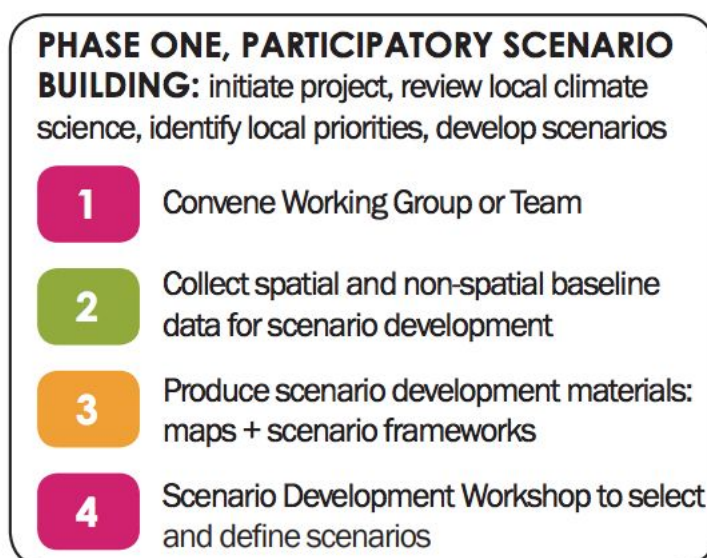 PHASE ONE, PARTICIPATORY SCENARIO
BUILDING: initiate project, review local climate
science, identify local priorities, develop scenarios
1 Convene Working Group or Team
2 Collect spatial and non-spatial baseline
data for scenario development
3 Produce scenario development materials:
maps + scenario frameworks
4 Scenario Development Workshop to select
and define scenarios